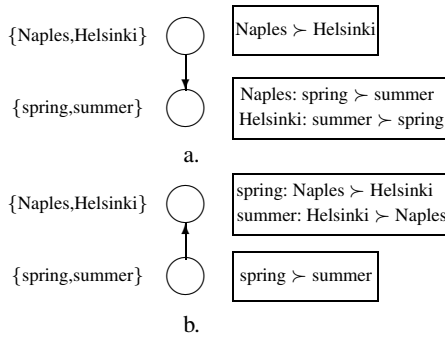 {Naples,Helsinki}
Naples ≻ Helsinki
{spring,summer}
Naples: spring ≻ summer
Helsinki: summer ≻ spring
a.
{Naples,Helsinki}
spring: Naples ≻ Helsinki
summer: Helsinki ≻ Naples
{spring,summer}
spring ≻ summer
b.